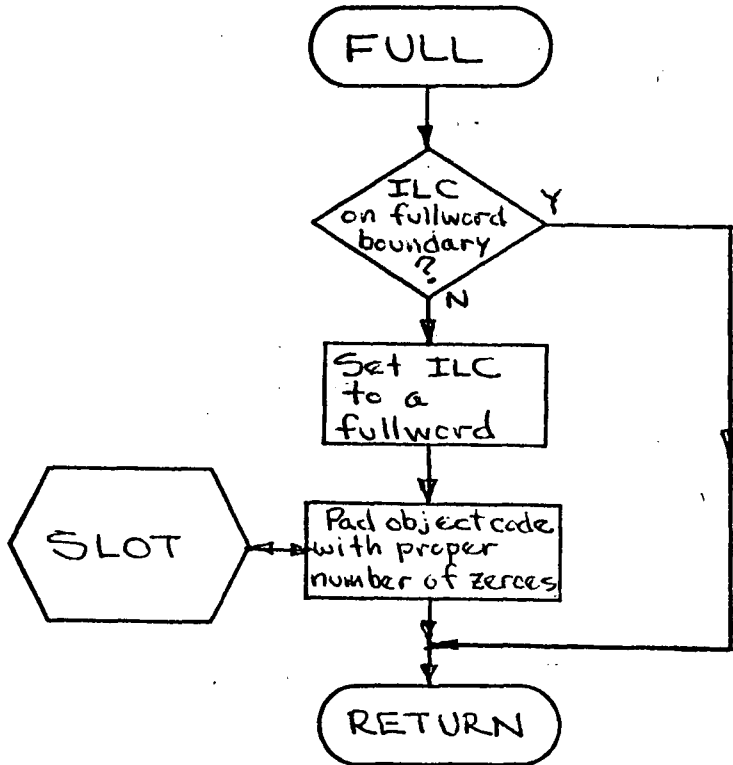 FULL
ILC
on fullword
boundary
?
Y
N
Set ILC
to a
fullword
SLOT
Pad object code
with proper
number of zeroes
RETURN